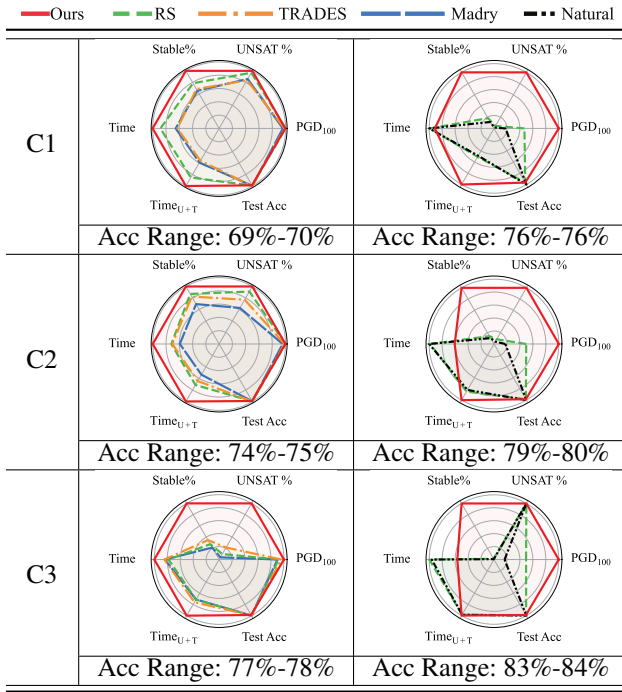 Ours RS TRADES Madry Natural
C1
Stable% UNSAT %
Time PGD100
TimeU+T Test Acc
Acc Range: 69%-70%
Stable% UNSAT %
Time PGD100
TimeU+T Test Acc
Acc Range: 76%-76%
C2
Stable% UNSAT %
Time PGD100
TimeU+T Test Acc
Acc Range: 74%-75%
Stable% UNSAT %
Time PGD100
TimeU+T Test Acc
Acc Range: 79%-80%
C3
Stable% UNSAT %
Time PGD100
TimeU+T Test Acc
Acc Range: 77%-78%
Stable% UNSAT %
Time PGD100
TimeU+T Test Acc
Acc Range: 83%-84%